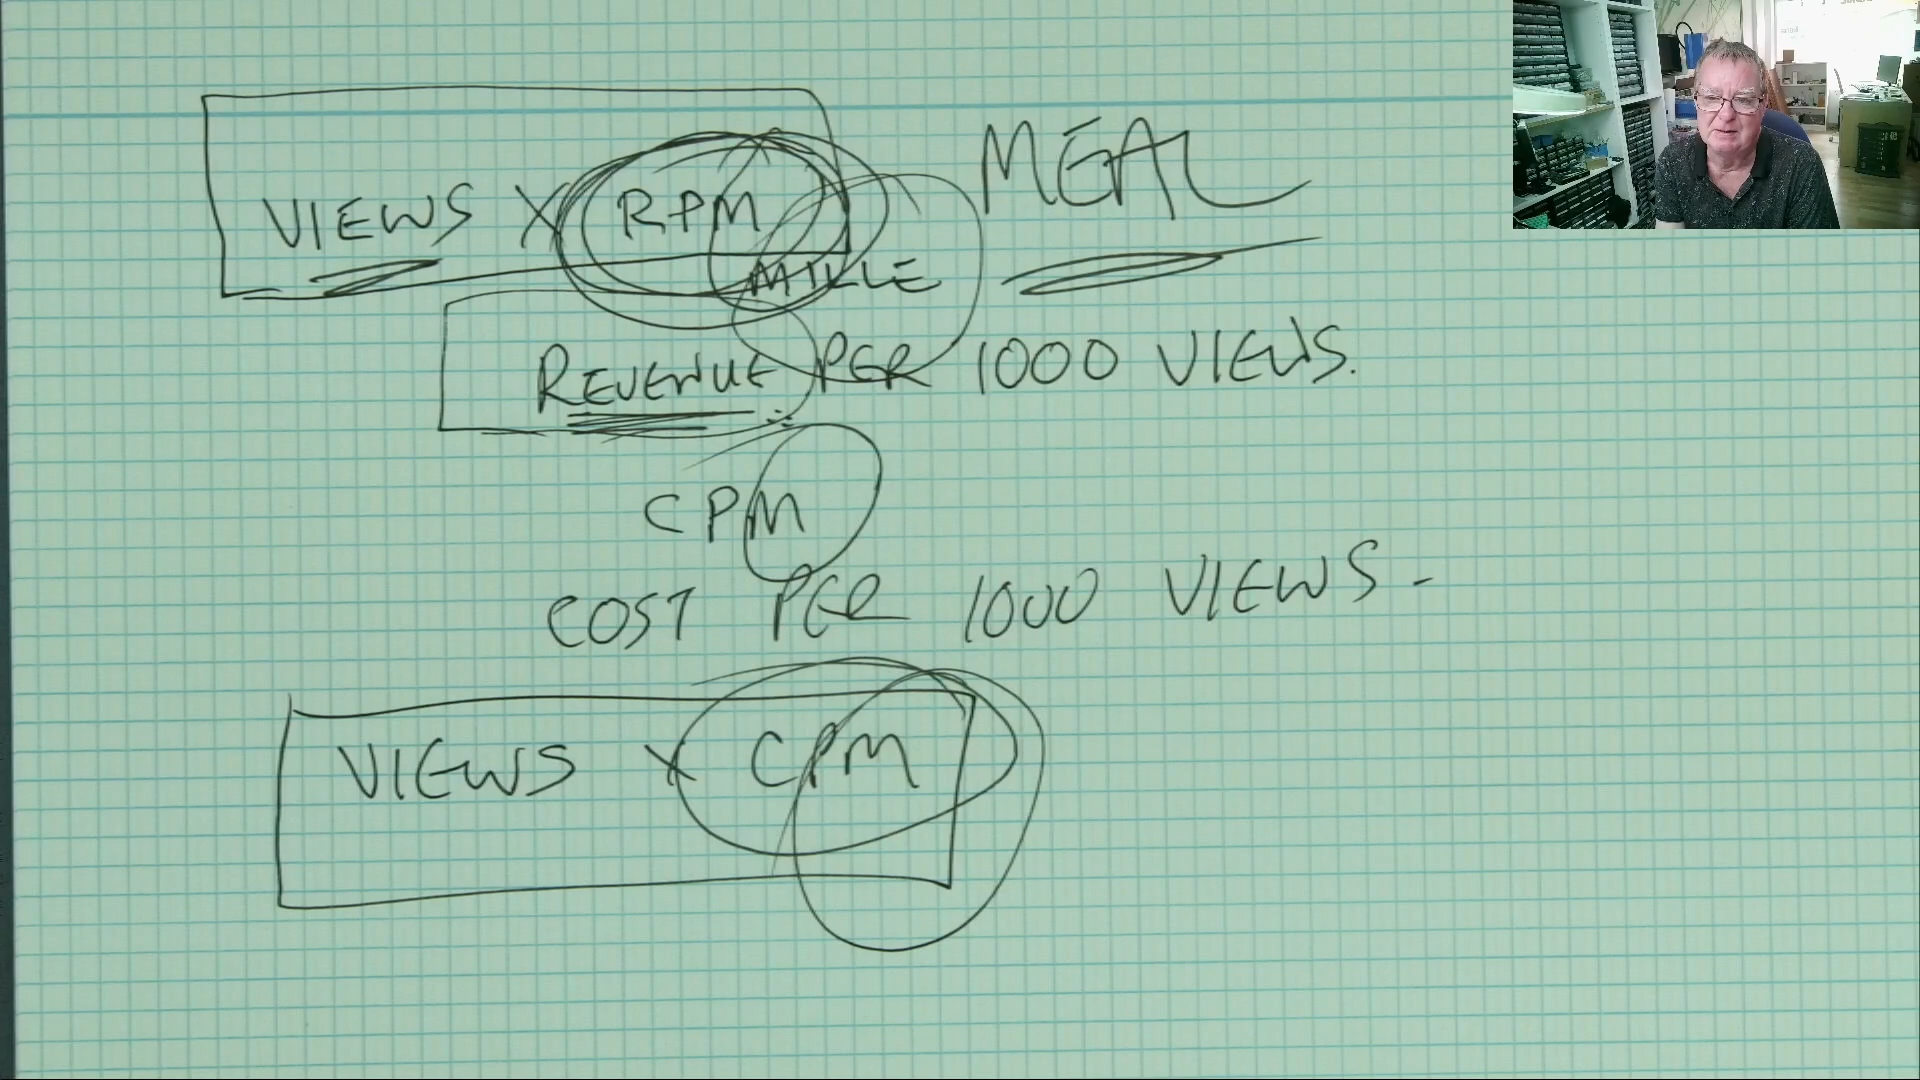 VIEWS X RPM MEAL
MILLE
REVENUE PER 1000 VIEWS.
CPM
COST PER 1000 VIEWS -
VIEWS X CPM